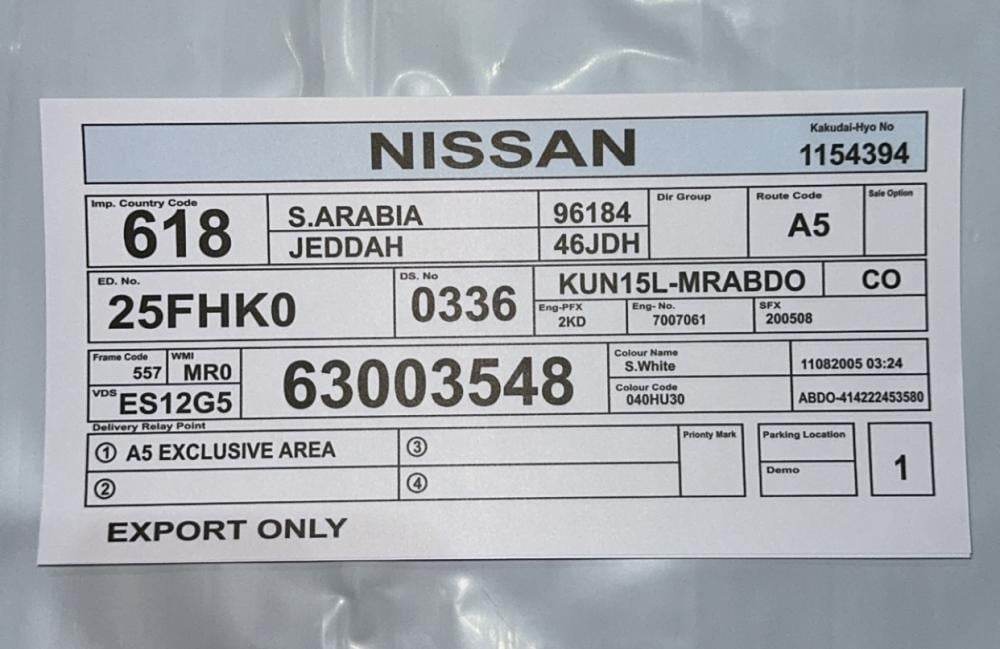 NISSAN
Kakudai-Hyo No
1154394
Imp. Country Code
618
S.ARABIA
JEDDAH
96184
46JDH
Dir Group
Route Code
A5
Sale Option
ED. No.
25FHK0
DS. No
0336
KUN15L-MRABDO
CO
Eng-PFX
2KD
Eng- No.
7007061
SFX
200508
Frame Code
557
WMI
MR0
VDS
ES12G5
63003548
Colour Name
S.White
11082005 03:24
Colour Code
040HU30
ABDO-414222453580
Delivery Relay Point
① A5 EXCLUSIVE AREA
②
③
④
Prionty Mark
Parking Location
Demo
1
EXPORT ONLY